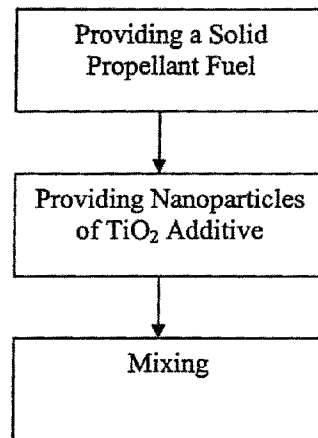 Providing a Solid
Propellant Fuel
Providing Nanoparticles
of TiO₂ Additive
Mixing